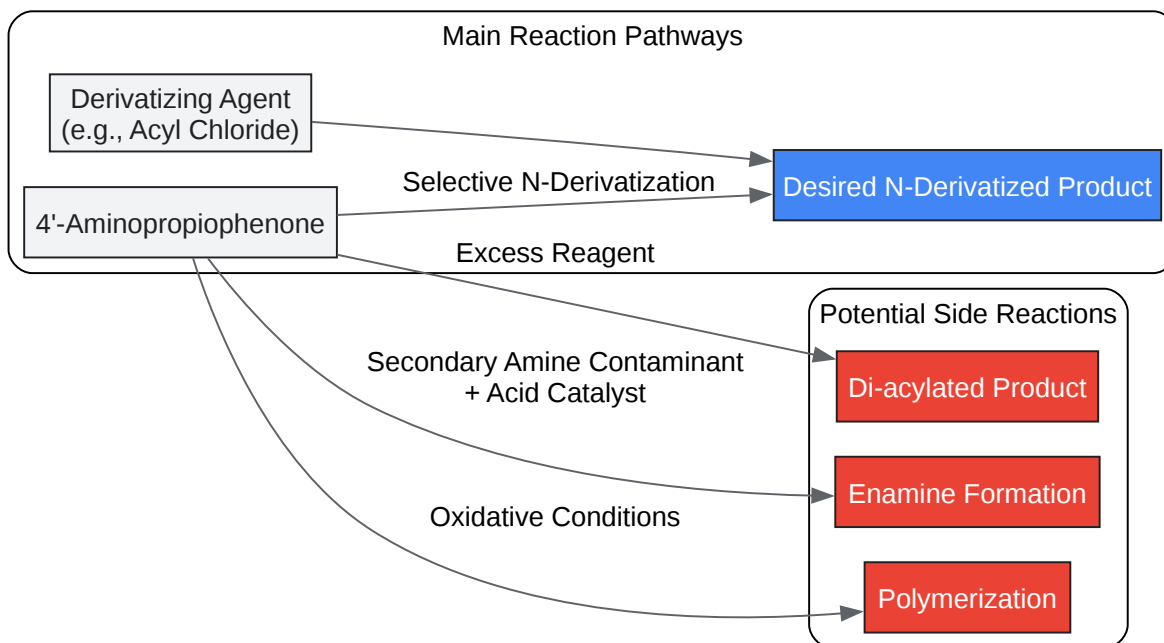 Main Reaction Pathways
Derivatizing Agent
(e.g., Acyl Chloride)
Selective N-Derivatization
Desired N-Derivatized Product
4'-Aminopropiophenone
Excess Reagent
Potential Side Reactions
Secondary Amine Contaminant
+ Acid Catalyst
Di-acylated Product
Enamine Formation
Oxidative Conditions
Polymerization